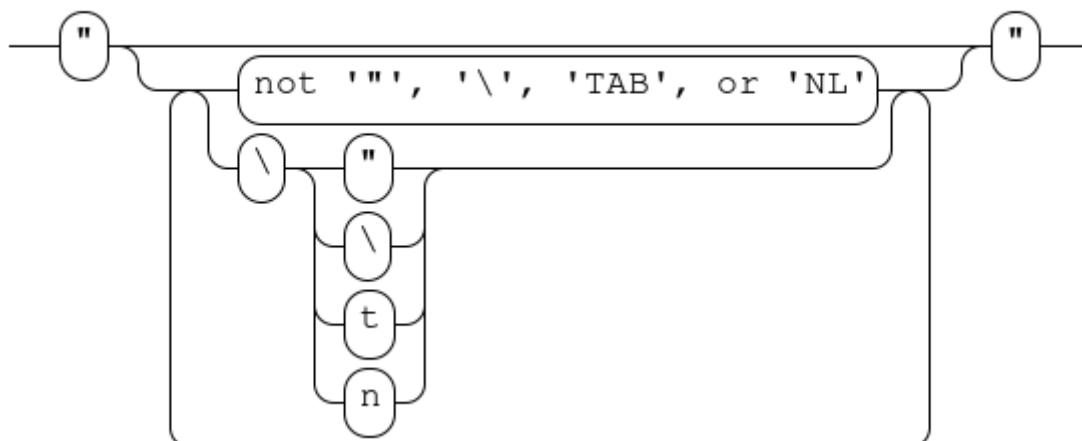 " "
not '"', '\', 'TAB', or 'NL'
\ "
\
t
n